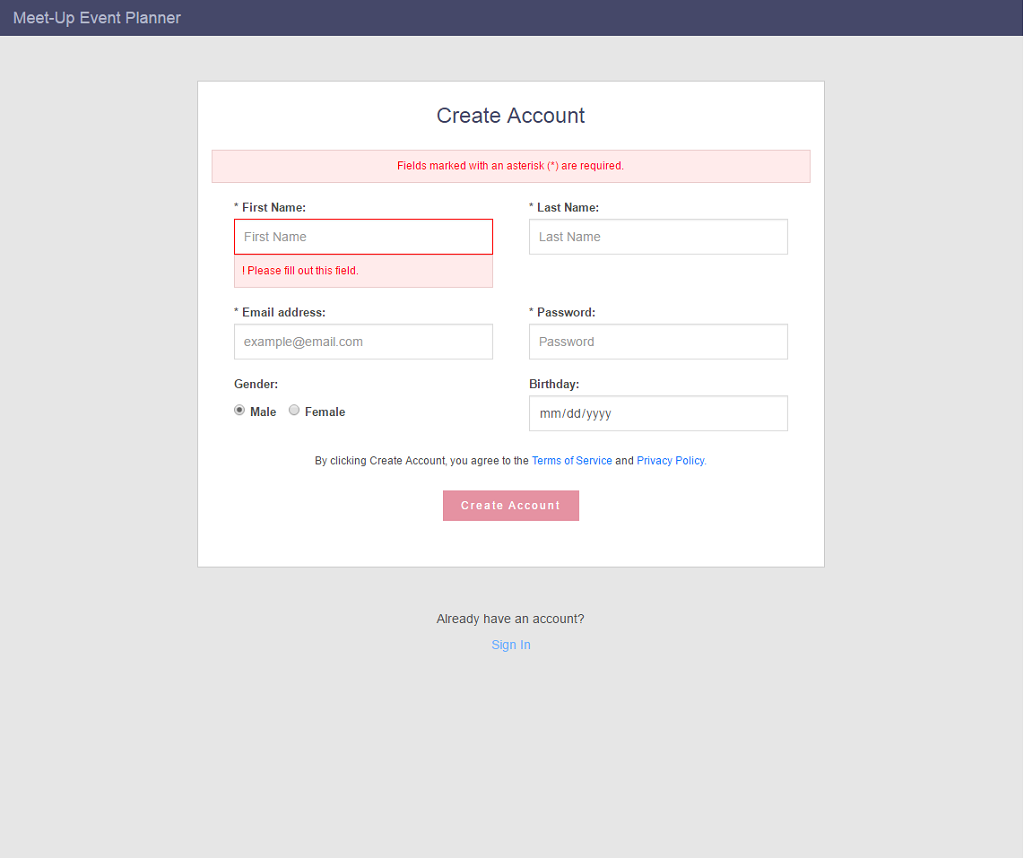 Meet-Up Event Planner
Create Account
Fields marked with an asterisk (*) are required.
* First Name:
* Last Name:
First Name
Last Name
! Please fill out this field.
* Email address:
* Password:
example@email.com
Password
Gender:
Birthday:
Male Female
mm/dd/yyyy
By clicking Create Account, you agree to the Terms of Service and Privacy Policy.
Create Account
Already have an account?
Sign In